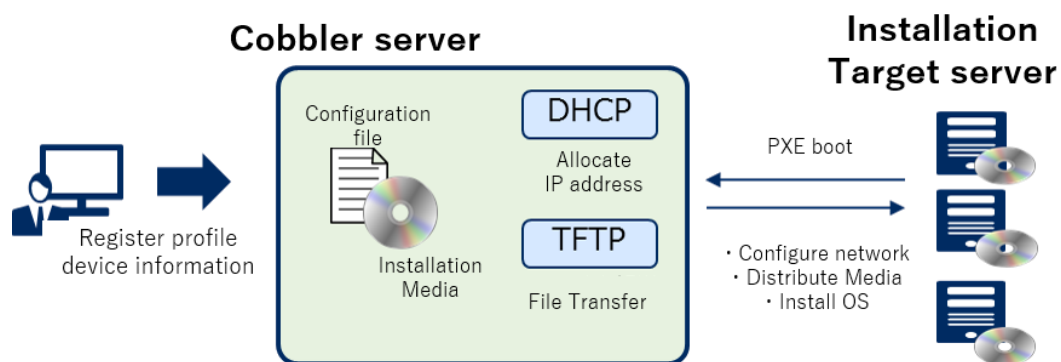 Cobbler server
Installation
Target server
Register profile
device information
Configuration
file
Installation
Media
DHCP
Allocate
IP address
TFTP
File Transfer
PXE boot
・Configure network
・Distribute Media
・Install OS